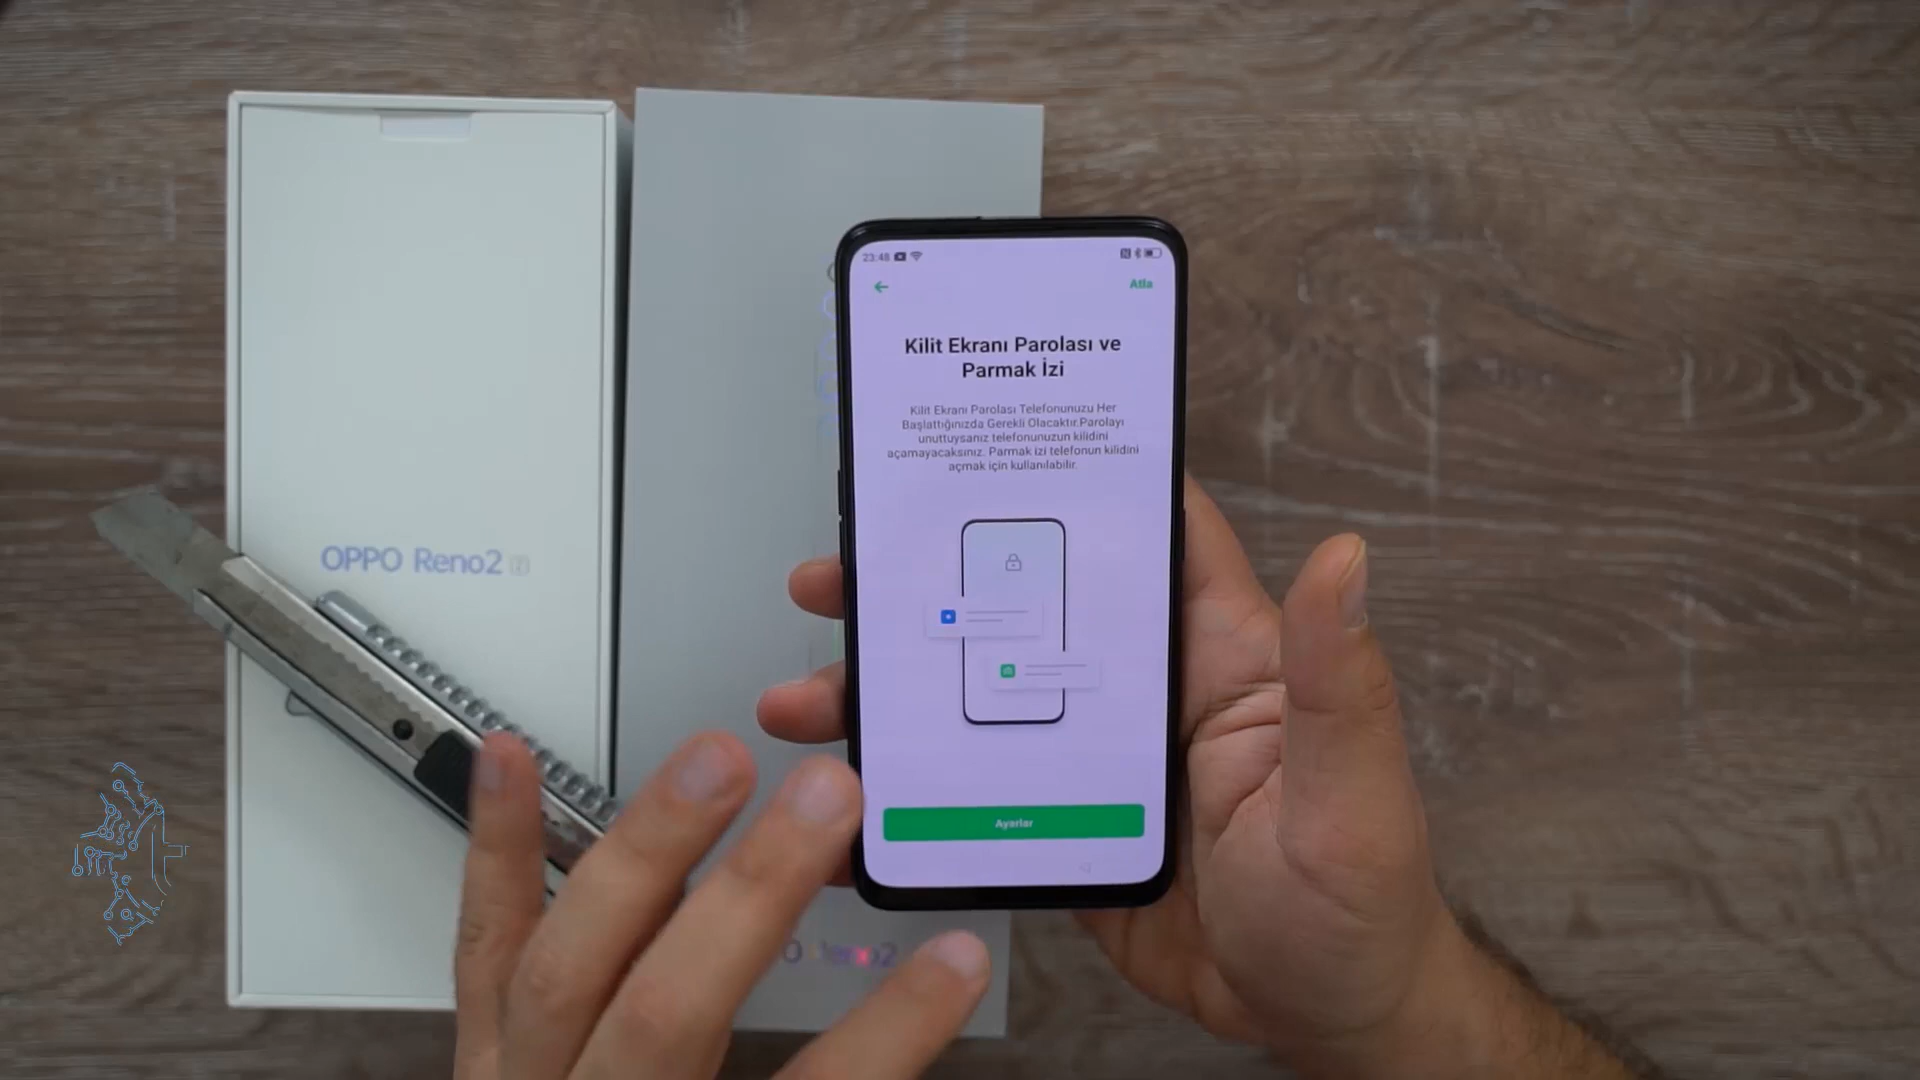 OPPO Reno2
23:48
Atla
Kilit Ekranı Parolası ve
Parmak İzi
Kilit Ekranı Parolası Telefonunuzu Her
Başlattığınızda Gerekli Olacaktır.Parolayı
unuttuysanız telefonunuzun kilidini
açamayacaksınız. Parmak izi telefonun kilidini
açmak için kullanılabilir.
Ayarlar
Reno2